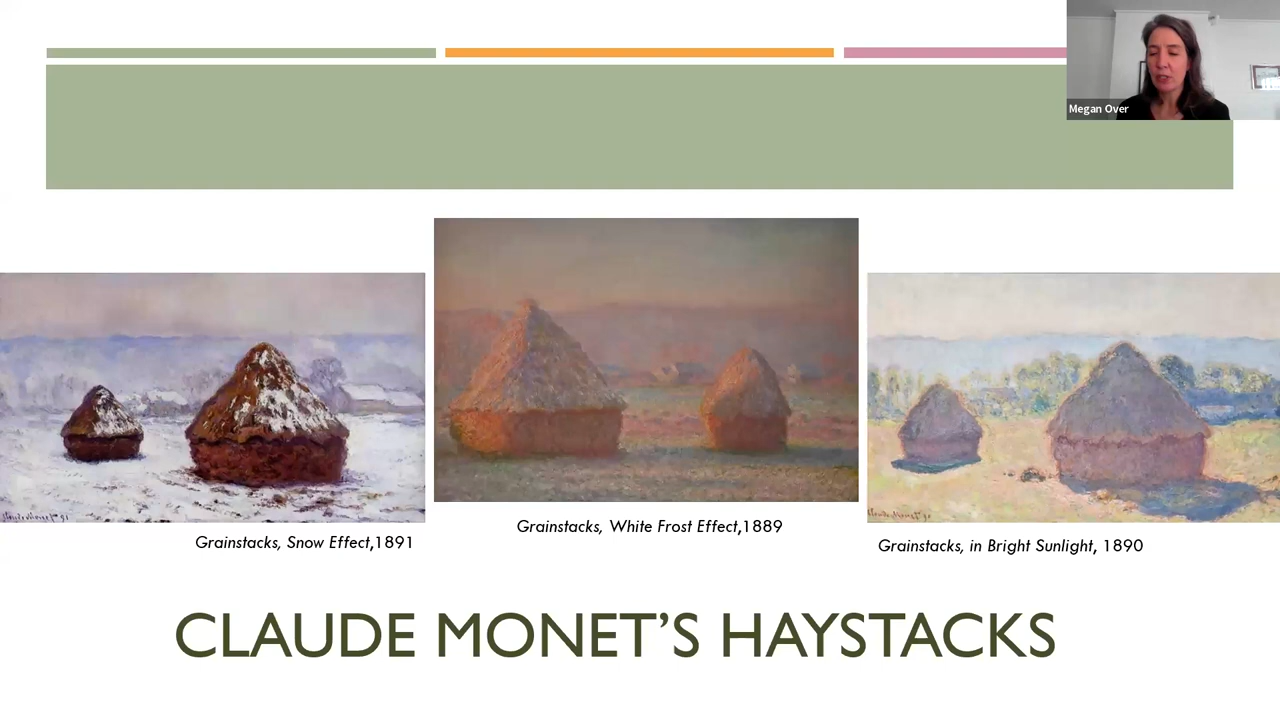 Megan Over
Grainstacks, Snow Effect,1891
Grainstacks, White Frost Effect,1889
Grainstacks, in Bright Sunlight, 1890
CLAUDE MONET’S HAYSTACKS